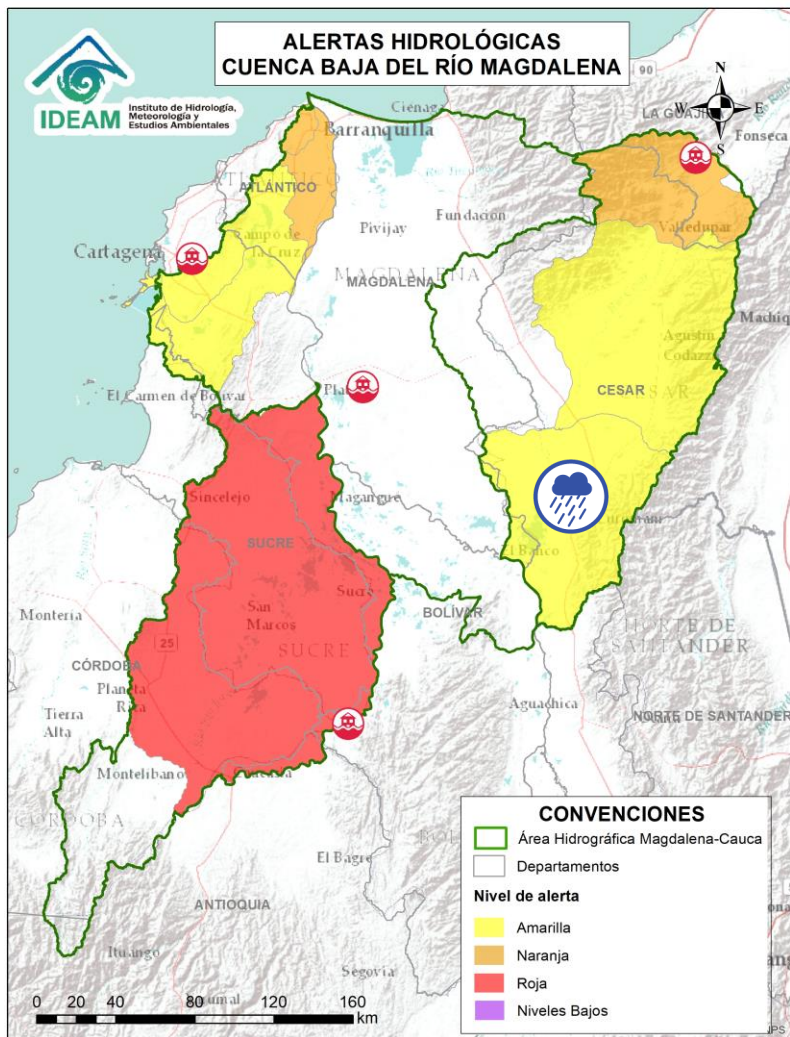 ALERTAS HIDROLÓGICAS
CUENCA BAJA DEL RÍO MAGDALENA
IDEAM
Instituto de Hidrología,
Meteorología y
Estudios Ambientales
90
N
W
E
S
LA GUAJIRA
Fonseca
Ciénaga
Barranquilla
ATLÁNTICO
Fundación
Pivijay
Valledupar
Campo de
la Cruz
Cartagena
MAGDALENA
MAGDALENA
Agustín
Codazzi
CESAR
El Carmen de Bolívar
Sincelejo
Magangue
SUCRE
El Banco
Sucre
BOLÍVAR
San
Marcos
SUCRE
Montería
NORTE DE
SANTANDER
25
CÓRDOBA
Planeta
Rica
Tierra
Alta
Aguachica
NORTE DE SANTANDER
Montelíbano
CÓRDOBA
El Bagre
ANTIOQUIA
Ituango
Segovia
CONVENCIONES
Área Hidrográfica Magdalena-Cauca
Departamentos
Nivel de alerta
Amarilla
Naranja
Roja
Niveles Bajos
0 20 40 80 120 160
km